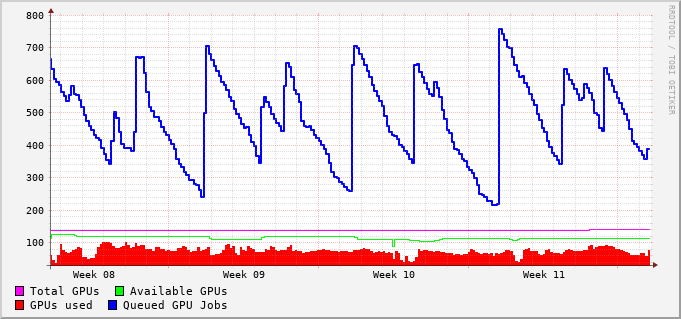 800
700
600
500
400
300
200
100
Week 08 Week 09 Week 10 Week 11
Total GPUs Available GPUs
GPUs used Queued GPU Jobs
RRDTOOL / TOBI OETIKER